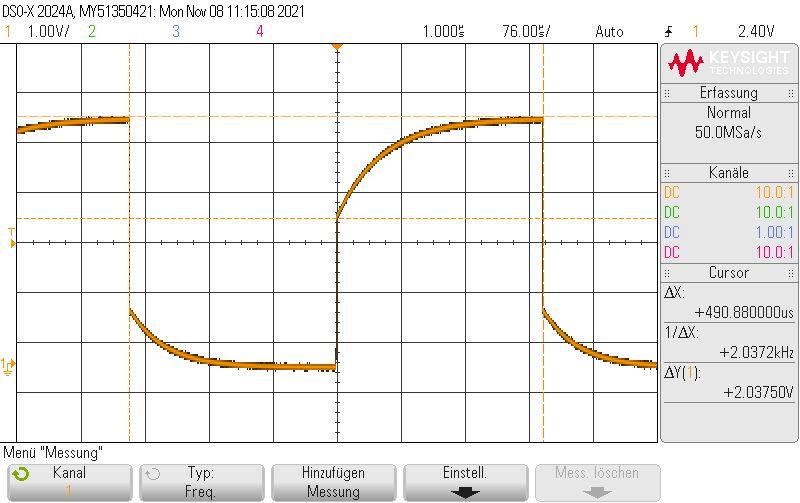 DSO-X 2024A, MY51350421: Mon Nov 08 11:15:08 2021
1 1.00V/ 2 3 4 1.000s 76.00s/ Auto 1 2.40V
KEYSIGHT
TECHNOLOGIES
Erfassung
Normal
50.0MSa/s
Kanäle
DC 10.0:1
DC 10.0:1
DC 1.00:1
DC 10.0:1
Cursor
ΔX:
+490.880000us
1/ΔX:
+2.0372kHz
ΔY(1):
+2.03750V
T
1
Menü "Messung"
Kanal
1
Typ:
Freq.
Hinzufügen
Messung
Einstell.
Mess. löschen